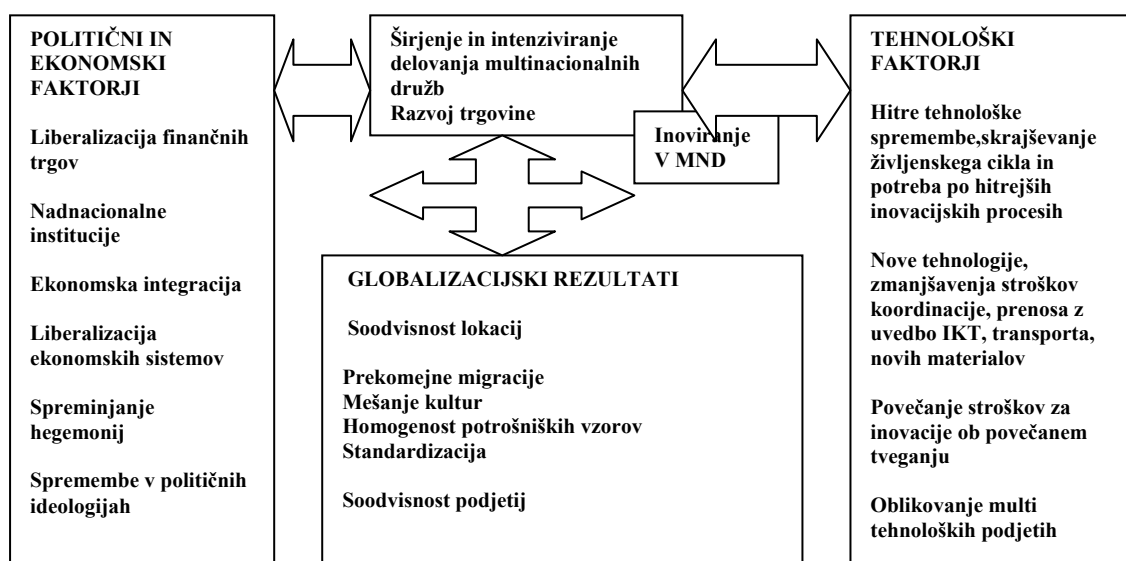 POLITIČNI IN
EKONOMSKI
FAKTORJI
Liberalizacija finančnih
trgov
Nadnacionalne
institucije
Ekonomska integracija
Liberalizacija
ekonomskih sistemov
Spreminjanje
hegemonij
Spremembe v političnih
ideologijah
Širjenje in intenziviranje
delovanja multinacionalnih
družb
Razvoj trgovine
Inoviranje
V MND
GLOBALIZACIJSKI REZULTATI
Soodvisnost lokacij
Prekomejne migracije
Mešanje kultur
Homogenost potrošniških vzorov
Standardizacija
Soodvisnost podjetij
TEHNOLOŠKI
FAKTORJI
Hitre tehnološke
spremembe,skrajševanje
življenskega cikla in
potreba po hitrejših
inovacijskih procesih
Nove tehnologije,
zmanjšavenja stroškov
koordinacije, prenosa z
uvedbo IKT, transporta,
novih materialov
Povečanje stroškov za
inovacije ob povečanem
tveganju
Oblikovanje multi
tehnoloških podjetih